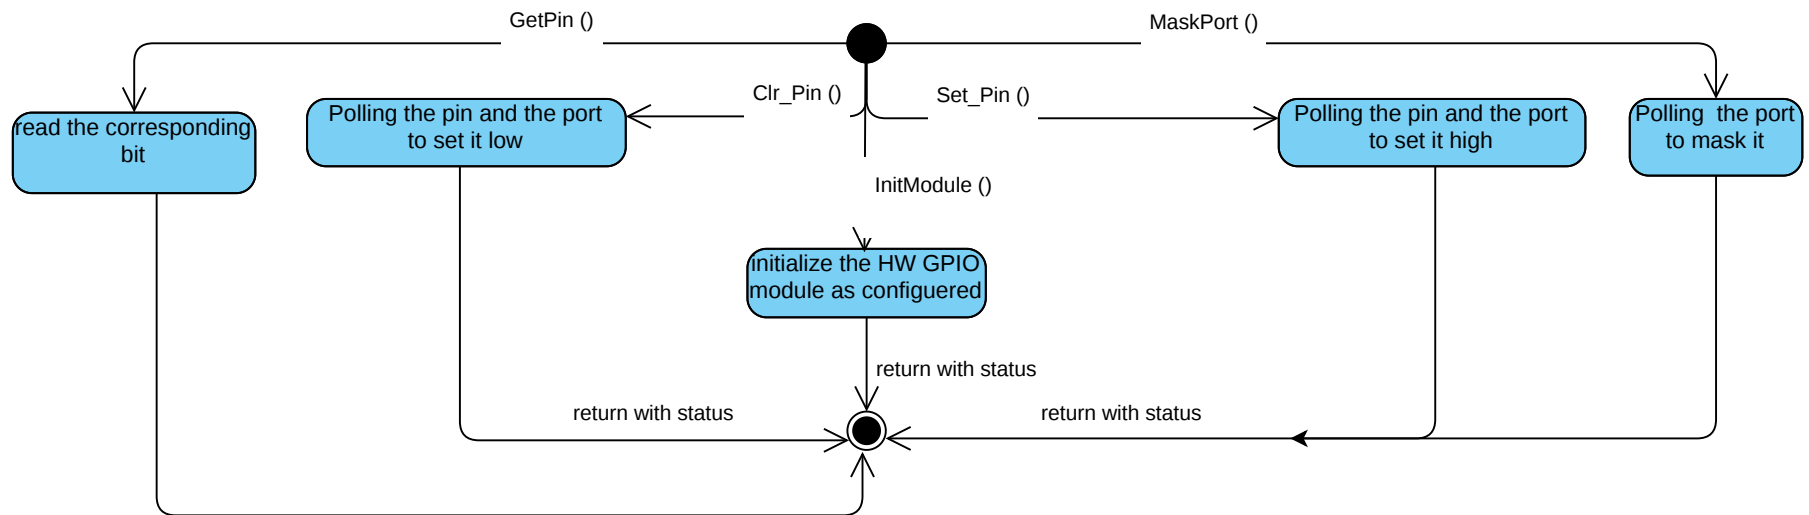 GetPin ()
MaskPort ()
Clr_Pin ()
Set_Pin ()
read the corresponding
bit
Polling the pin and the port
to set it low
Polling the pin and the port
to set it high
Polling  the port
to mask it
InitModule ()
initialize the HW GPIO
module as configuered
return with status
return with status
return with status